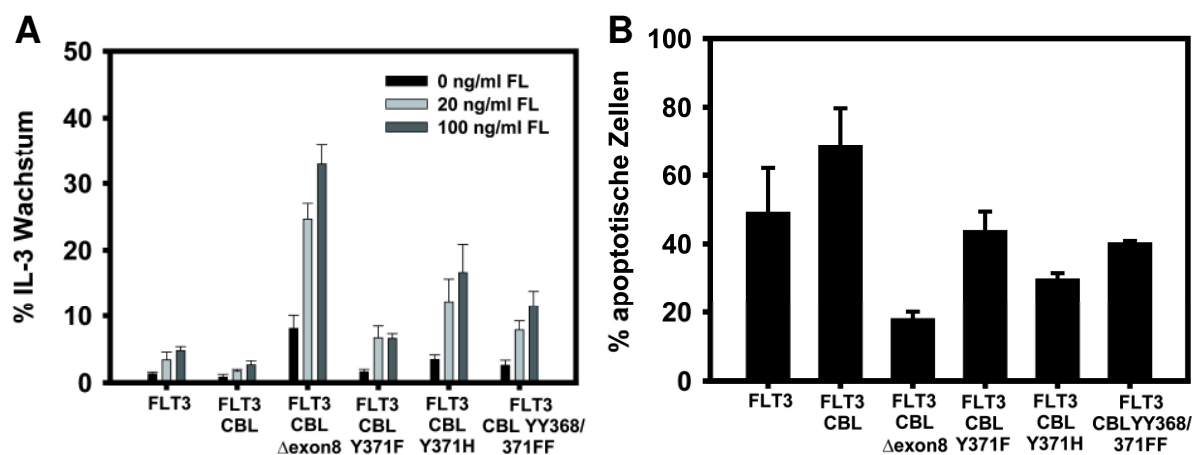 A
% IL-3 Wachstum
50
40
30
20
10
0
0 ng/ml FL
20 ng/ml FL
100 ng/ml FL
FLT3
FLT3
CBL
FLT3
CBL
Δexon8
FLT3
CBL
Y371F
FLT3
CBL
Y371H
FLT3
CBL YY368/
371FF
B
% apoptotische Zellen
100
80
60
40
20
0
FLT3
FLT3
CBL
FLT3
CBL
Δexon8
FLT3
CBL
Y371F
FLT3
CBL
Y371H
FLT3
CBLYY368/
371FF